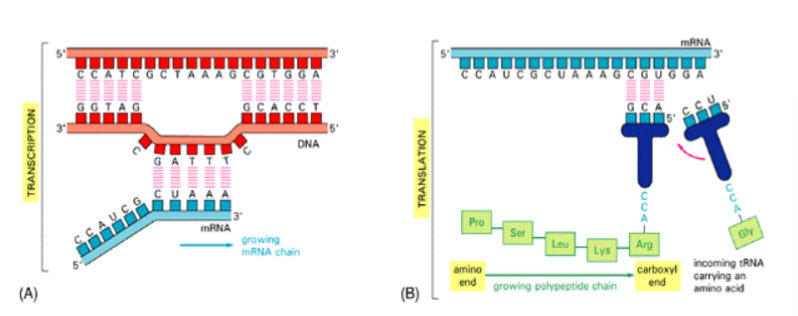 TRANSCRIPTION
5'
3'
C C A T C G C T A A A G C G T G G A
G G T A G
G C A C C T
3'
5'
DNA
C
G A T T T
C
C C A U C G
C U A A A
3'
mRNA
5'
growing
mRNA chain
(A)
TRANSLATION
mRNA
5'
3'
C C A U C G C U A A A G C G U G G A
G C A
5'
C C U
5'
C
C
A
C
C
A
Pro
Ser
Leu
Lys
Arg
Gly
amino
end
growing polypeptide chain
carboxyl
end
incoming tRNA
carrying an
amino acid
(B)